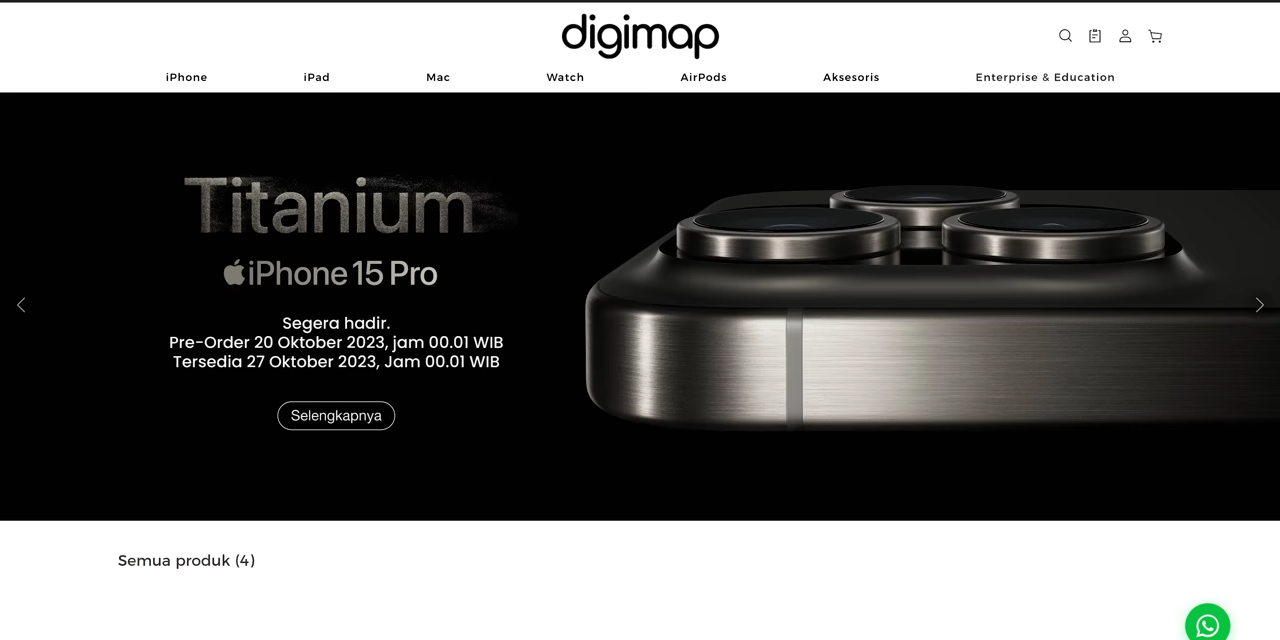 digimap
iPhone iPad Mac Watch AirPods Aksesoris Enterprise & Education
Titanium
iPhone 15 Pro
Segera hadir.
Pre-Order 20 Oktober 2023, jam 00.01 WIB
Tersedia 27 Oktober 2023, Jam 00.01 WIB
Selengkapnya
Semua produk (4)